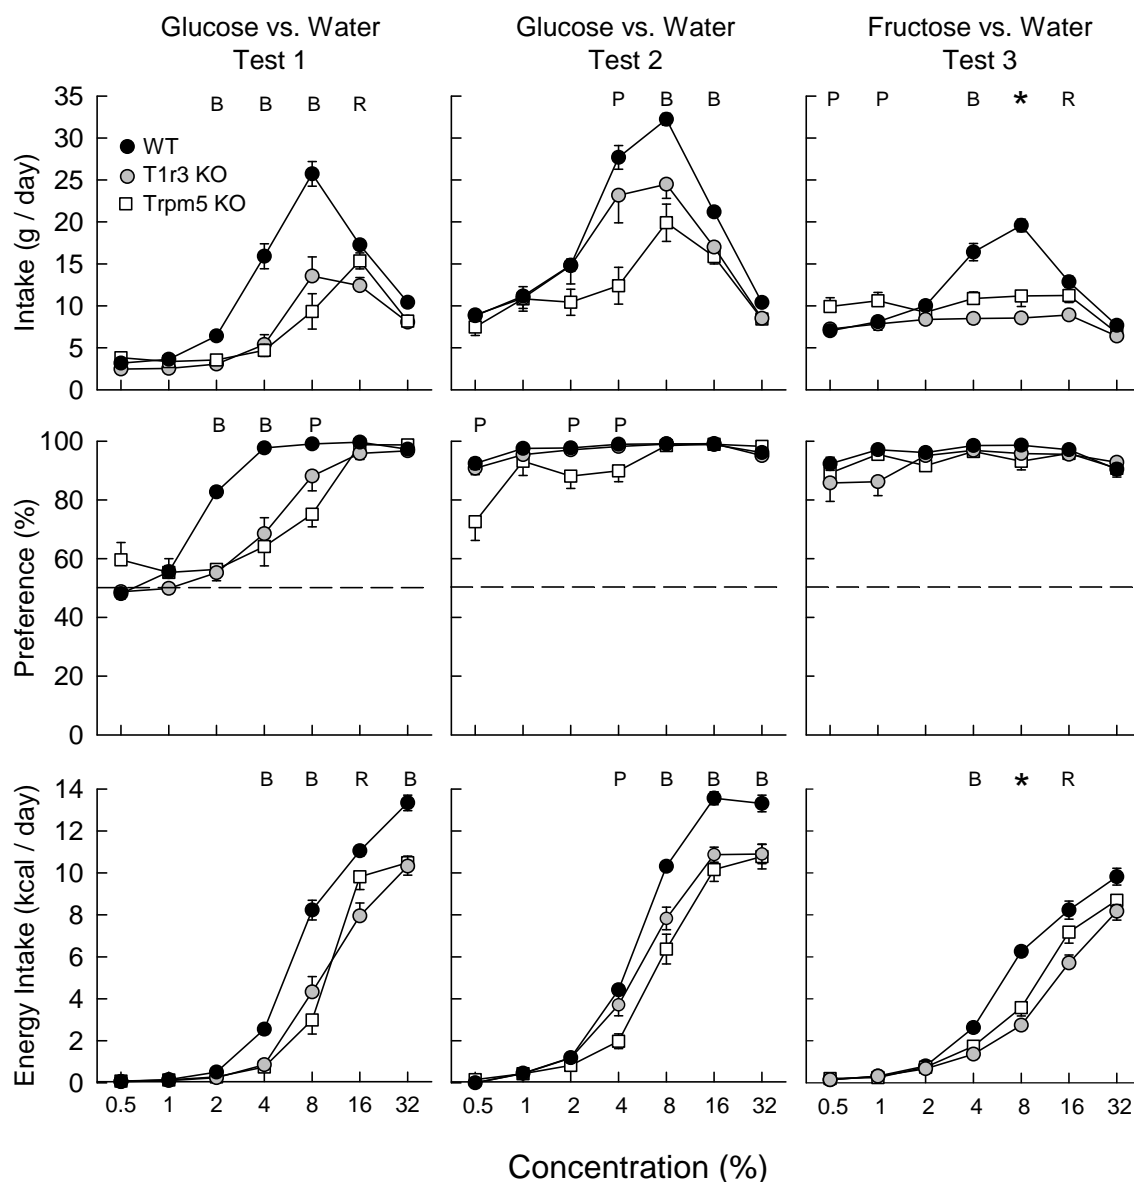 Glucose vs. Water
Test 1
Glucose vs. Water
Test 2
Fructose vs. Water
Test 3
Intake (g / day)
35
30
25
20
15
10
5
0
B B B R
WT
T1r3 KO
Trpm5 KO
P B B
P P B * R
Preference (%)
100
80
60
40
20
0
B B P
P P P
Energy Intake (kcal / day)
14
12
10
8
6
4
2
0
B B R B
P B B B
B * R
0.5 1 2 4 8 16 32
0.5 1 2 4 8 16 32
0.5 1 2 4 8 16 32
Concentration (%)